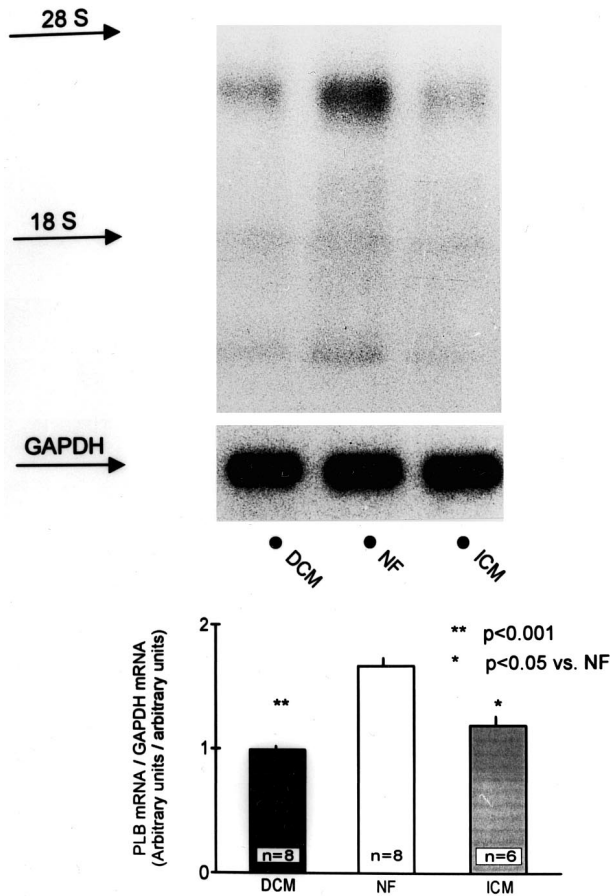 28 S
18 S
GAPDH
DCM
NF
ICM
PLB mRNA / GAPDH mRNA
(Arbitrary units / arbitrary units)
2
1
0
** p<0.001
* p<0.05 vs. NF
**
*
n=8
n=8
n=6
DCM
NF
ICM